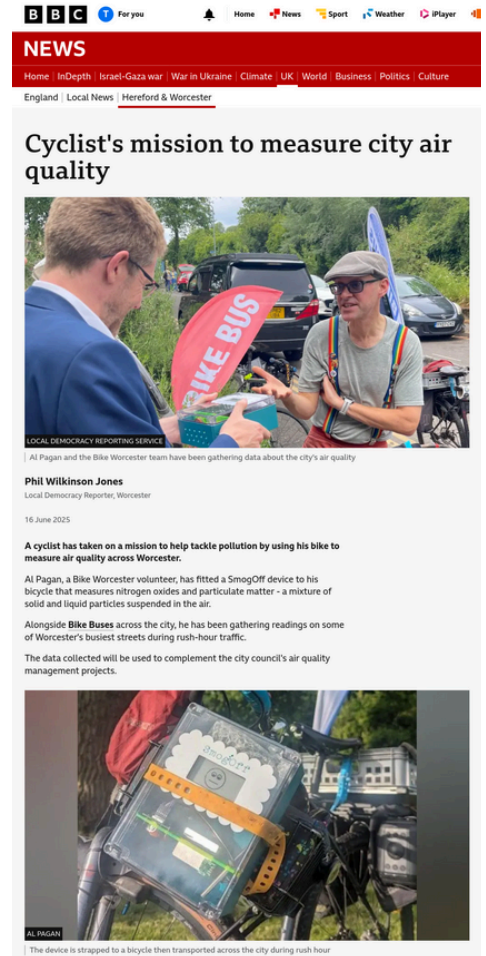 BBC
T For you Home News Sport Weather iPlayer
NEWS
Home InDepth Israel-Gaza war War in Ukraine Climate UK World Business Politics Culture
England Local News Hereford & Worcester
Cyclist's mission to measure city air
quality
BIKE BUS
LOCAL DEMOCRACY REPORTING SERVICE
Al Pagan and the Bike Worcester team have been gathering data about the city's air quality
Phil Wilkinson Jones
Local Democracy Reporter, Worcester
16 June 2025
A cyclist has taken on a mission to help tackle pollution by using his bike to
measure air quality across Worcester.
Al Pagan, a Bike Worcester volunteer, has fitted a SmogOff device to his
bicycle that measures nitrogen oxides and particulate matter - a mixture of
solid and liquid particles suspended in the air.
Alongside Bike Buses across the city, he has been gathering readings on some
of Worcester's busiest streets during rush-hour traffic.
The data collected will be used to complement the city council's air quality
management projects.
SmogOff
AL PAGAN
The device is strapped to a bicycle then transported across the city during rush hour